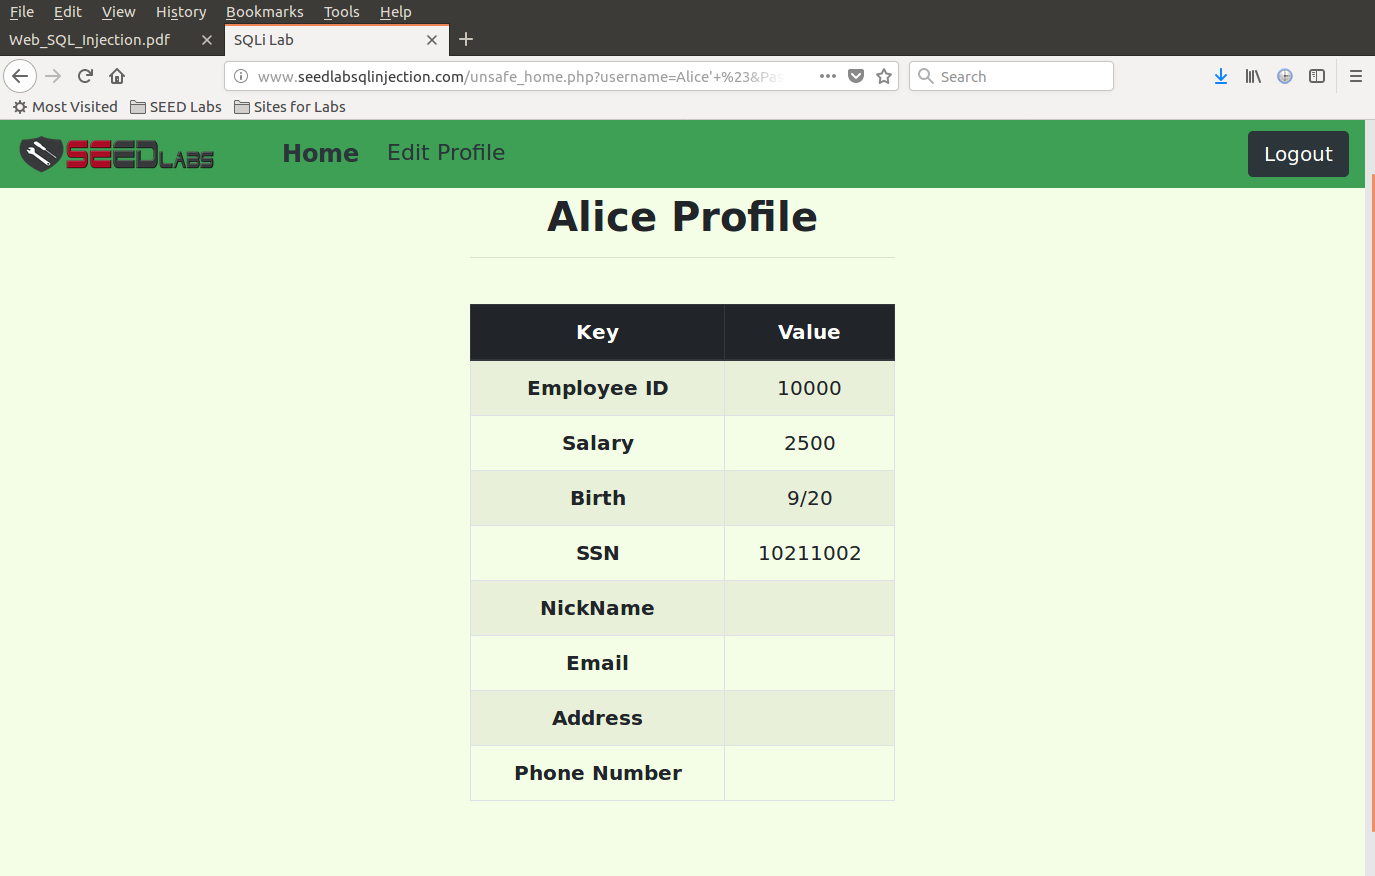 File Edit View History Bookmarks Tools Help
Web_SQL_Injection.pdf SQLi Lab
www.seedlabsqlinjection.com/unsafe_home.php?username=Alice'+%23&Pas Search
Most Visited SEED Labs Sites for Labs
SEEDLABS Home Edit Profile Logout
Alice Profile
Key Value
Employee ID 10000
Salary 2500
Birth 9/20
SSN 10211002
NickName
Email
Address
Phone Number